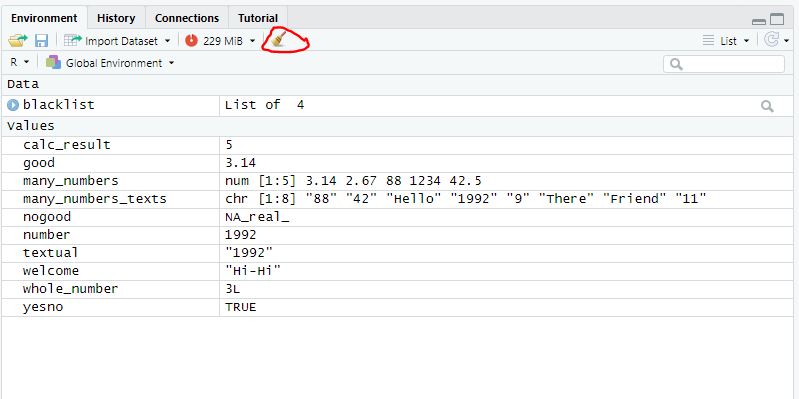 Environment History Connections Tutorial
Import Dataset 229 MiB List
R Global Environment
Data
blacklist List of  4
Values
calc_result 5
good 3.14
many_numbers num [1:5] 3.14 2.67 88 1234 42.5
many_numbers_texts chr [1:8] "88" "42" "Hello" "1992" "9" "There" "Friend" "11"
nogood NA_real_
number 1992
textual "1992"
welcome "Hi-Hi"
whole_number 3L
yesno TRUE